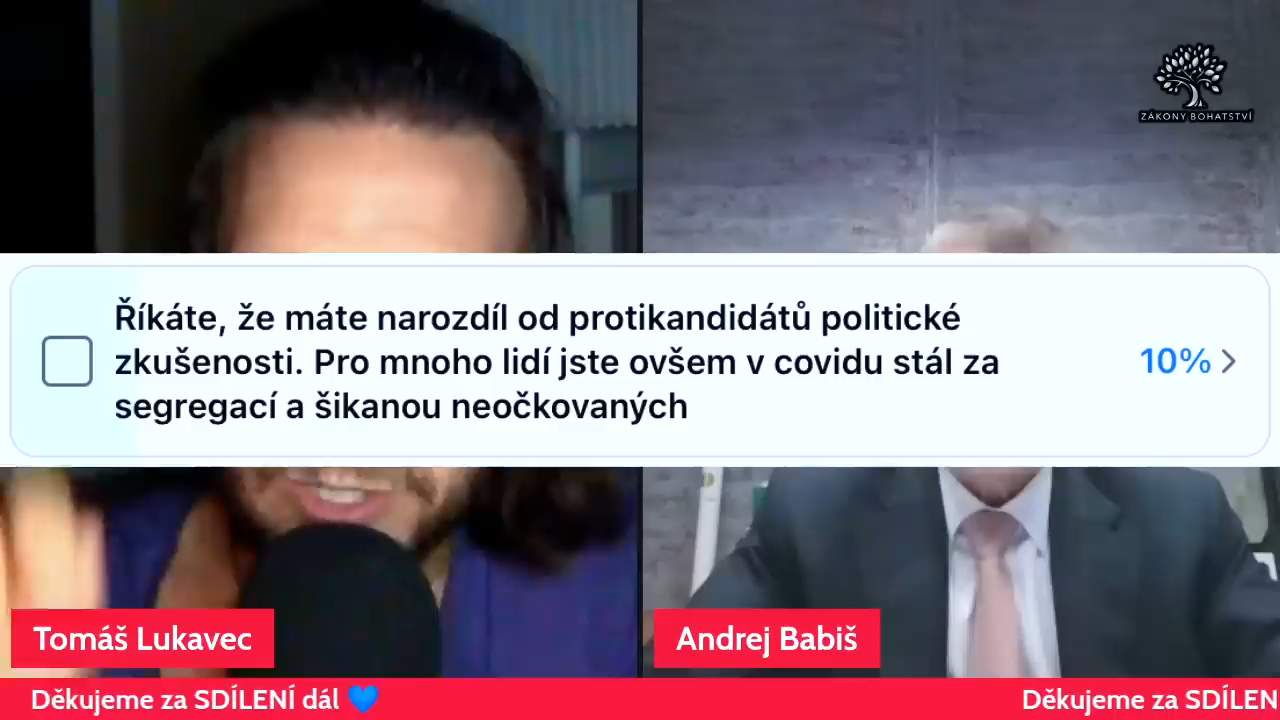 ZÁKONY BOHATSTVÍ
Říkáte, že máte narozdíl od protikandidátů politické
zkušenosti. Pro mnoho lidí jste ovšem v covidu stál za
segregací a šikanou neočkovaných
10%
Tomáš Lukavec
Andrej Babiš
Děkujeme za SDÍLENÍ dál 💙
Děkujeme za SDÍLEN